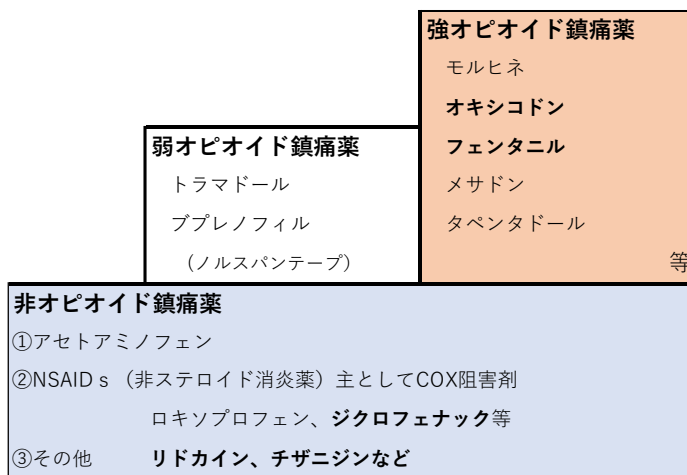 強オピオイド鎮痛薬
モルヒネ
オキシコドン
フェンタニル
メサドン
タペンタドール
等
弱オピオイド鎮痛薬
トラマドール
ブプレノフィル
（ノルスパンテープ）
非オピオイド鎮痛薬
①アセトアミノフェン
②NSAIDｓ（非ステロイド消炎薬）主としてCOX阻害剤
ロキソプロフェン、ジクロフェナック等
③その他　リドカイン、チザニジンなど